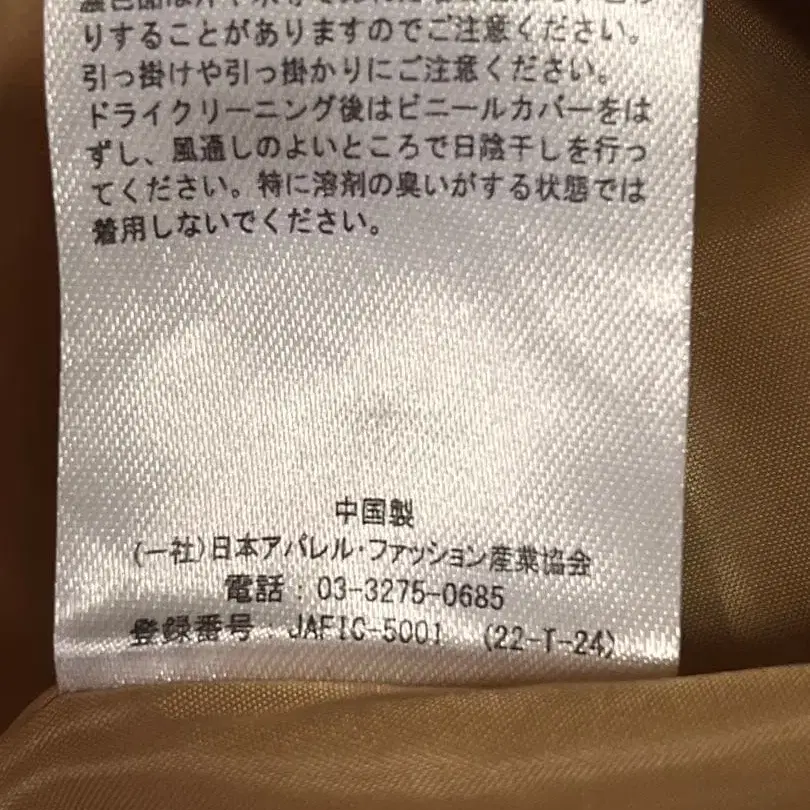 りすることがありますのでご注意ください。
引っ掛けや引っ掛かりにご注意ください。
ドライクリーニング後はビニールカバーをは
ずし、風通しのよいところで日陰干しを行っ
てください。特に溶剤の臭いがする状態では
着用しないでください。
中国製
(一社)日本アパレル・ファッション産業協会
電話：03-3275-0685
登録番号：JAFIC-5001 (22-T-24)